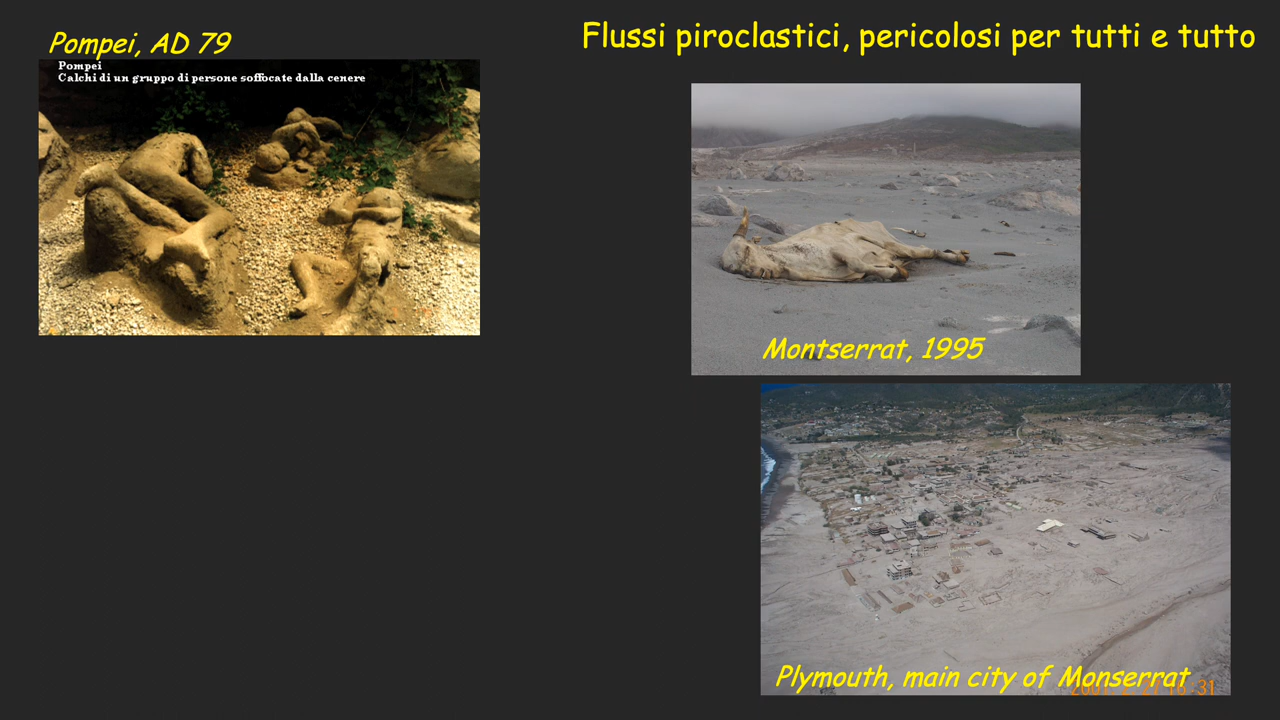 Flussi piroclastici, pericolosi per tutti e tutto
Pompei, AD 79
Pompei
Calchi di un gruppo di persone soffocate dalla cenere
Montserrat, 1995
Plymouth, main city of Monserrat